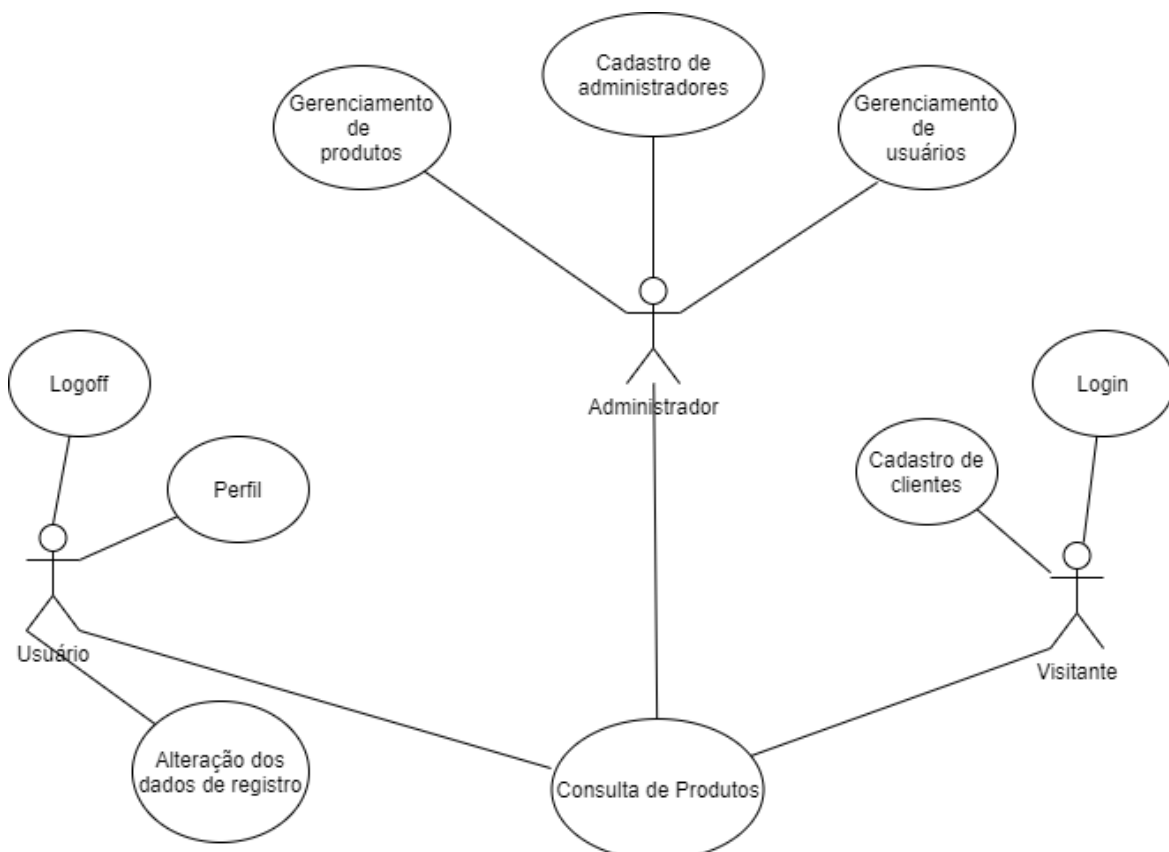 Cadastro de
administradores
Gerenciamento
de
produtos
Gerenciamento
de
usuários
Administrador
Logoff
Perfil
Login
Cadastro de
clientes
Usuário
Visitante
Alteração dos
dados de registro
Consulta de Produtos